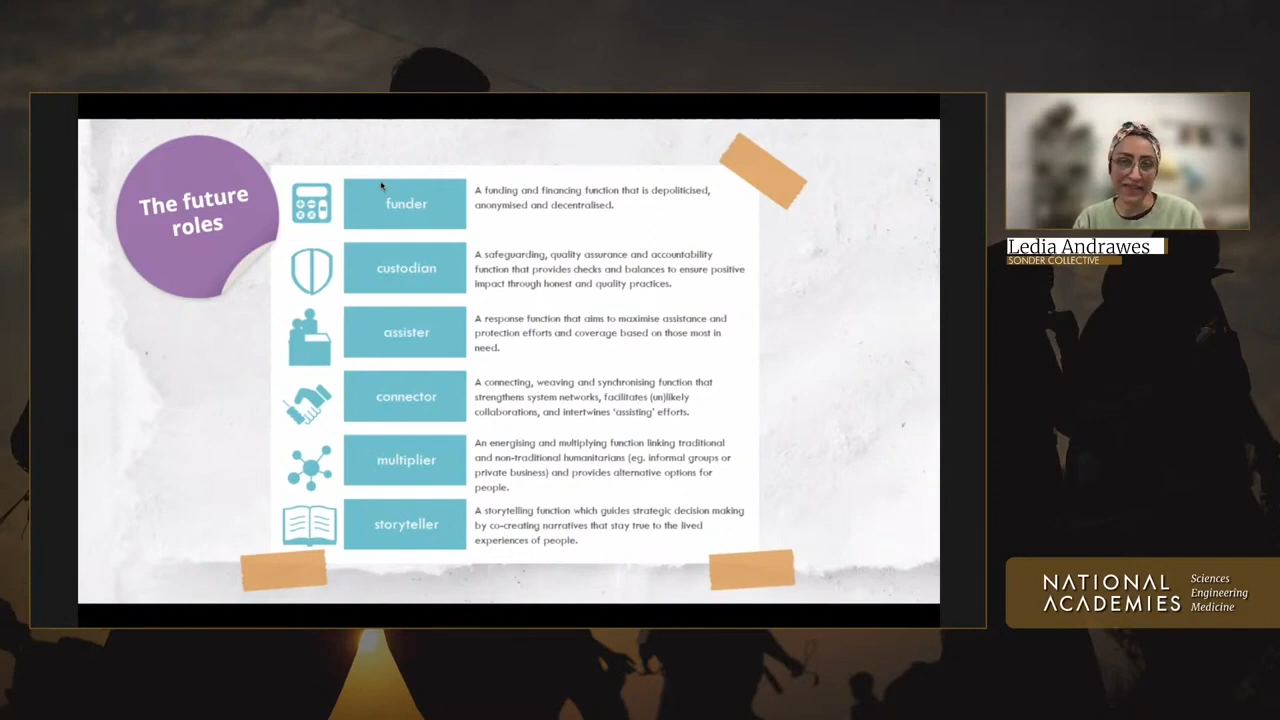 The future
roles
funder
A funding and financing function that is depoliticised,
anonymised and decentralised.
custodian
A safeguarding, quality assurance and accountability
function that provides checks and balances to ensure positive
impact through honest and quality practices.
assister
A response function that aims to maximise assistance and
protection efforts and coverage based on those most in
need.
connector
A connecting, weaving and synchronising function that
strengthens system networks, facilitates (un)likely
collaborations, and intertwines ‘assisting’ efforts.
multiplier
An energising and multiplying function linking traditional
and non-traditional humanitarians (eg. informal groups or
private business) and provides alternative options for
people.
storyteller
A storytelling function which guides strategic decision making
by co-creating narratives that stay true to the lived
experiences of people.
Ledia Andrawes
SONDER COLLECTIVE
NATIONAL
ACADEMIES
Sciences
Engineering
Medicine